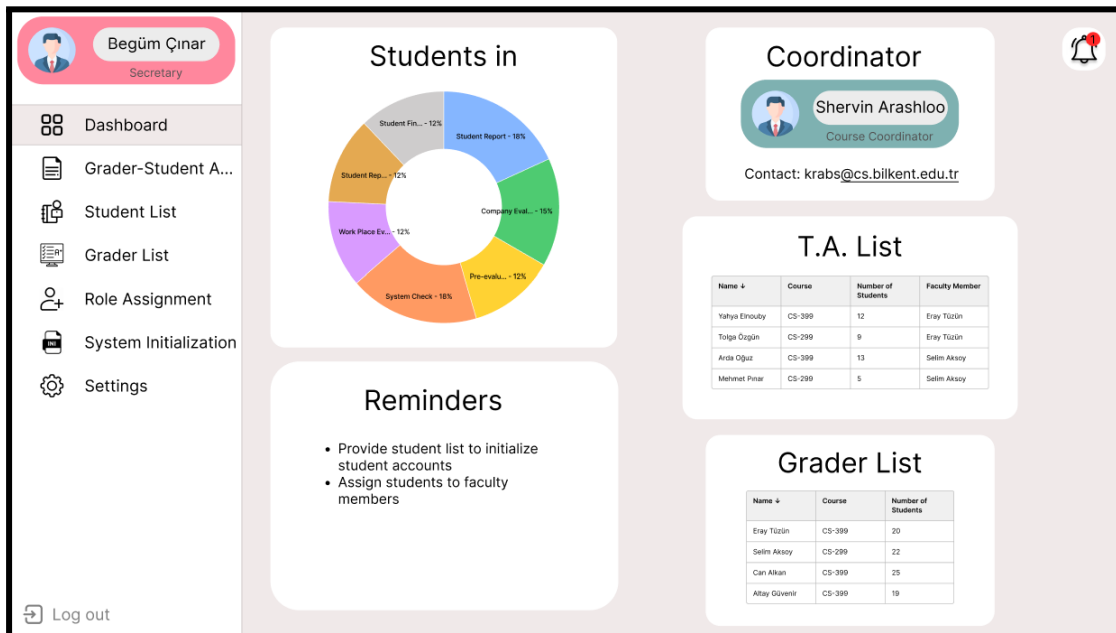 Begüm Çınar
Secretary
Dashboard
Grader-Student A...
Student List
Grader List
Role Assignment
System Initialization
Settings
Log out
Students in
Student Fin... - 12%
Student Report - 18%
Student Rep... - 12%
Company Eval... - 15%
Work Place Ev... - 12%
Pre-evalu... - 12%
System Check - 18%
Reminders
• Provide student list to initialize
student accounts
• Assign students to faculty
members
Coordinator
Shervin Arashloo
Course Coordinator
Contact: krabs@cs.bilkent.edu.tr
1
T.A. List
Name ↓ Course Number of Students Faculty Member
Yahya Elnouby CS-399 12 Eray Tüzün
Tolga Özgün CS-299 9 Eray Tüzün
Arda Oğuz CS-399 13 Selim Aksoy
Mehmet Pınar CS-299 5 Selim Aksoy
Grader List
Name ↓ Course Number of Students
Eray Tüzün CS-399 20
Selim Aksoy CS-299 22
Can Alkan CS-399 25
Altay Güvenir CS-399 19